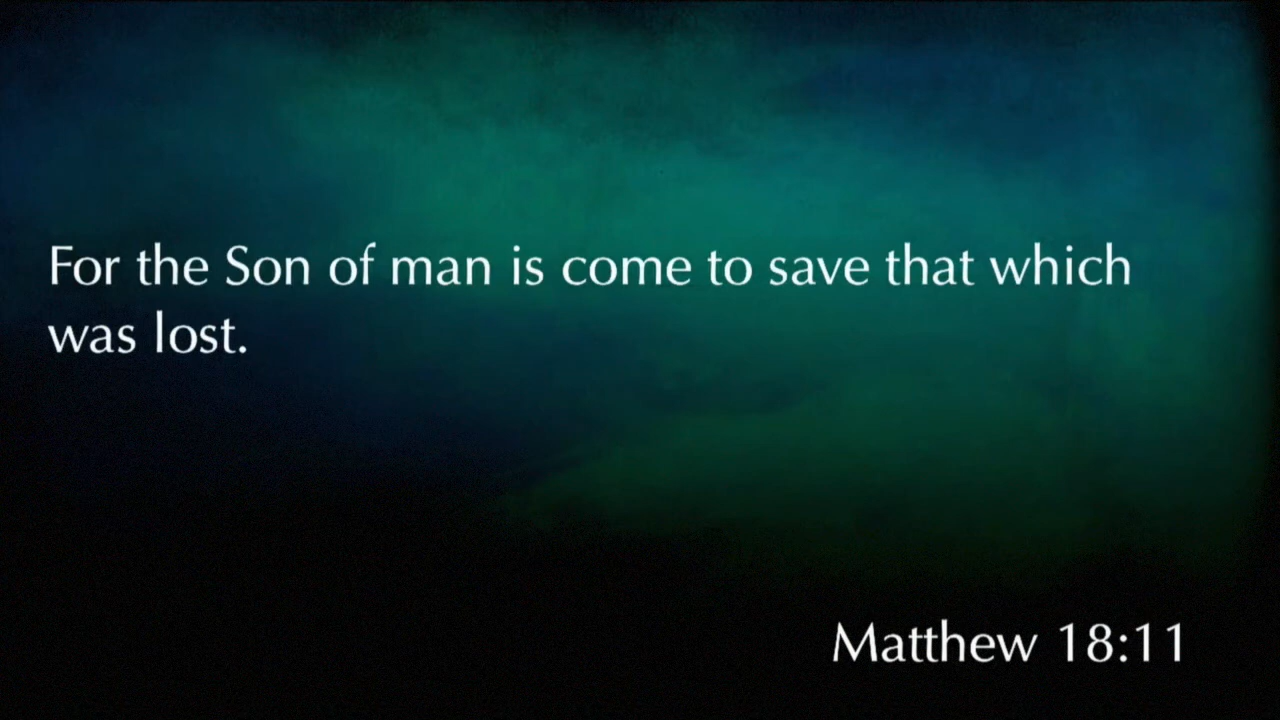 For the Son of man is come to save that which
was lost.
Matthew 18:11